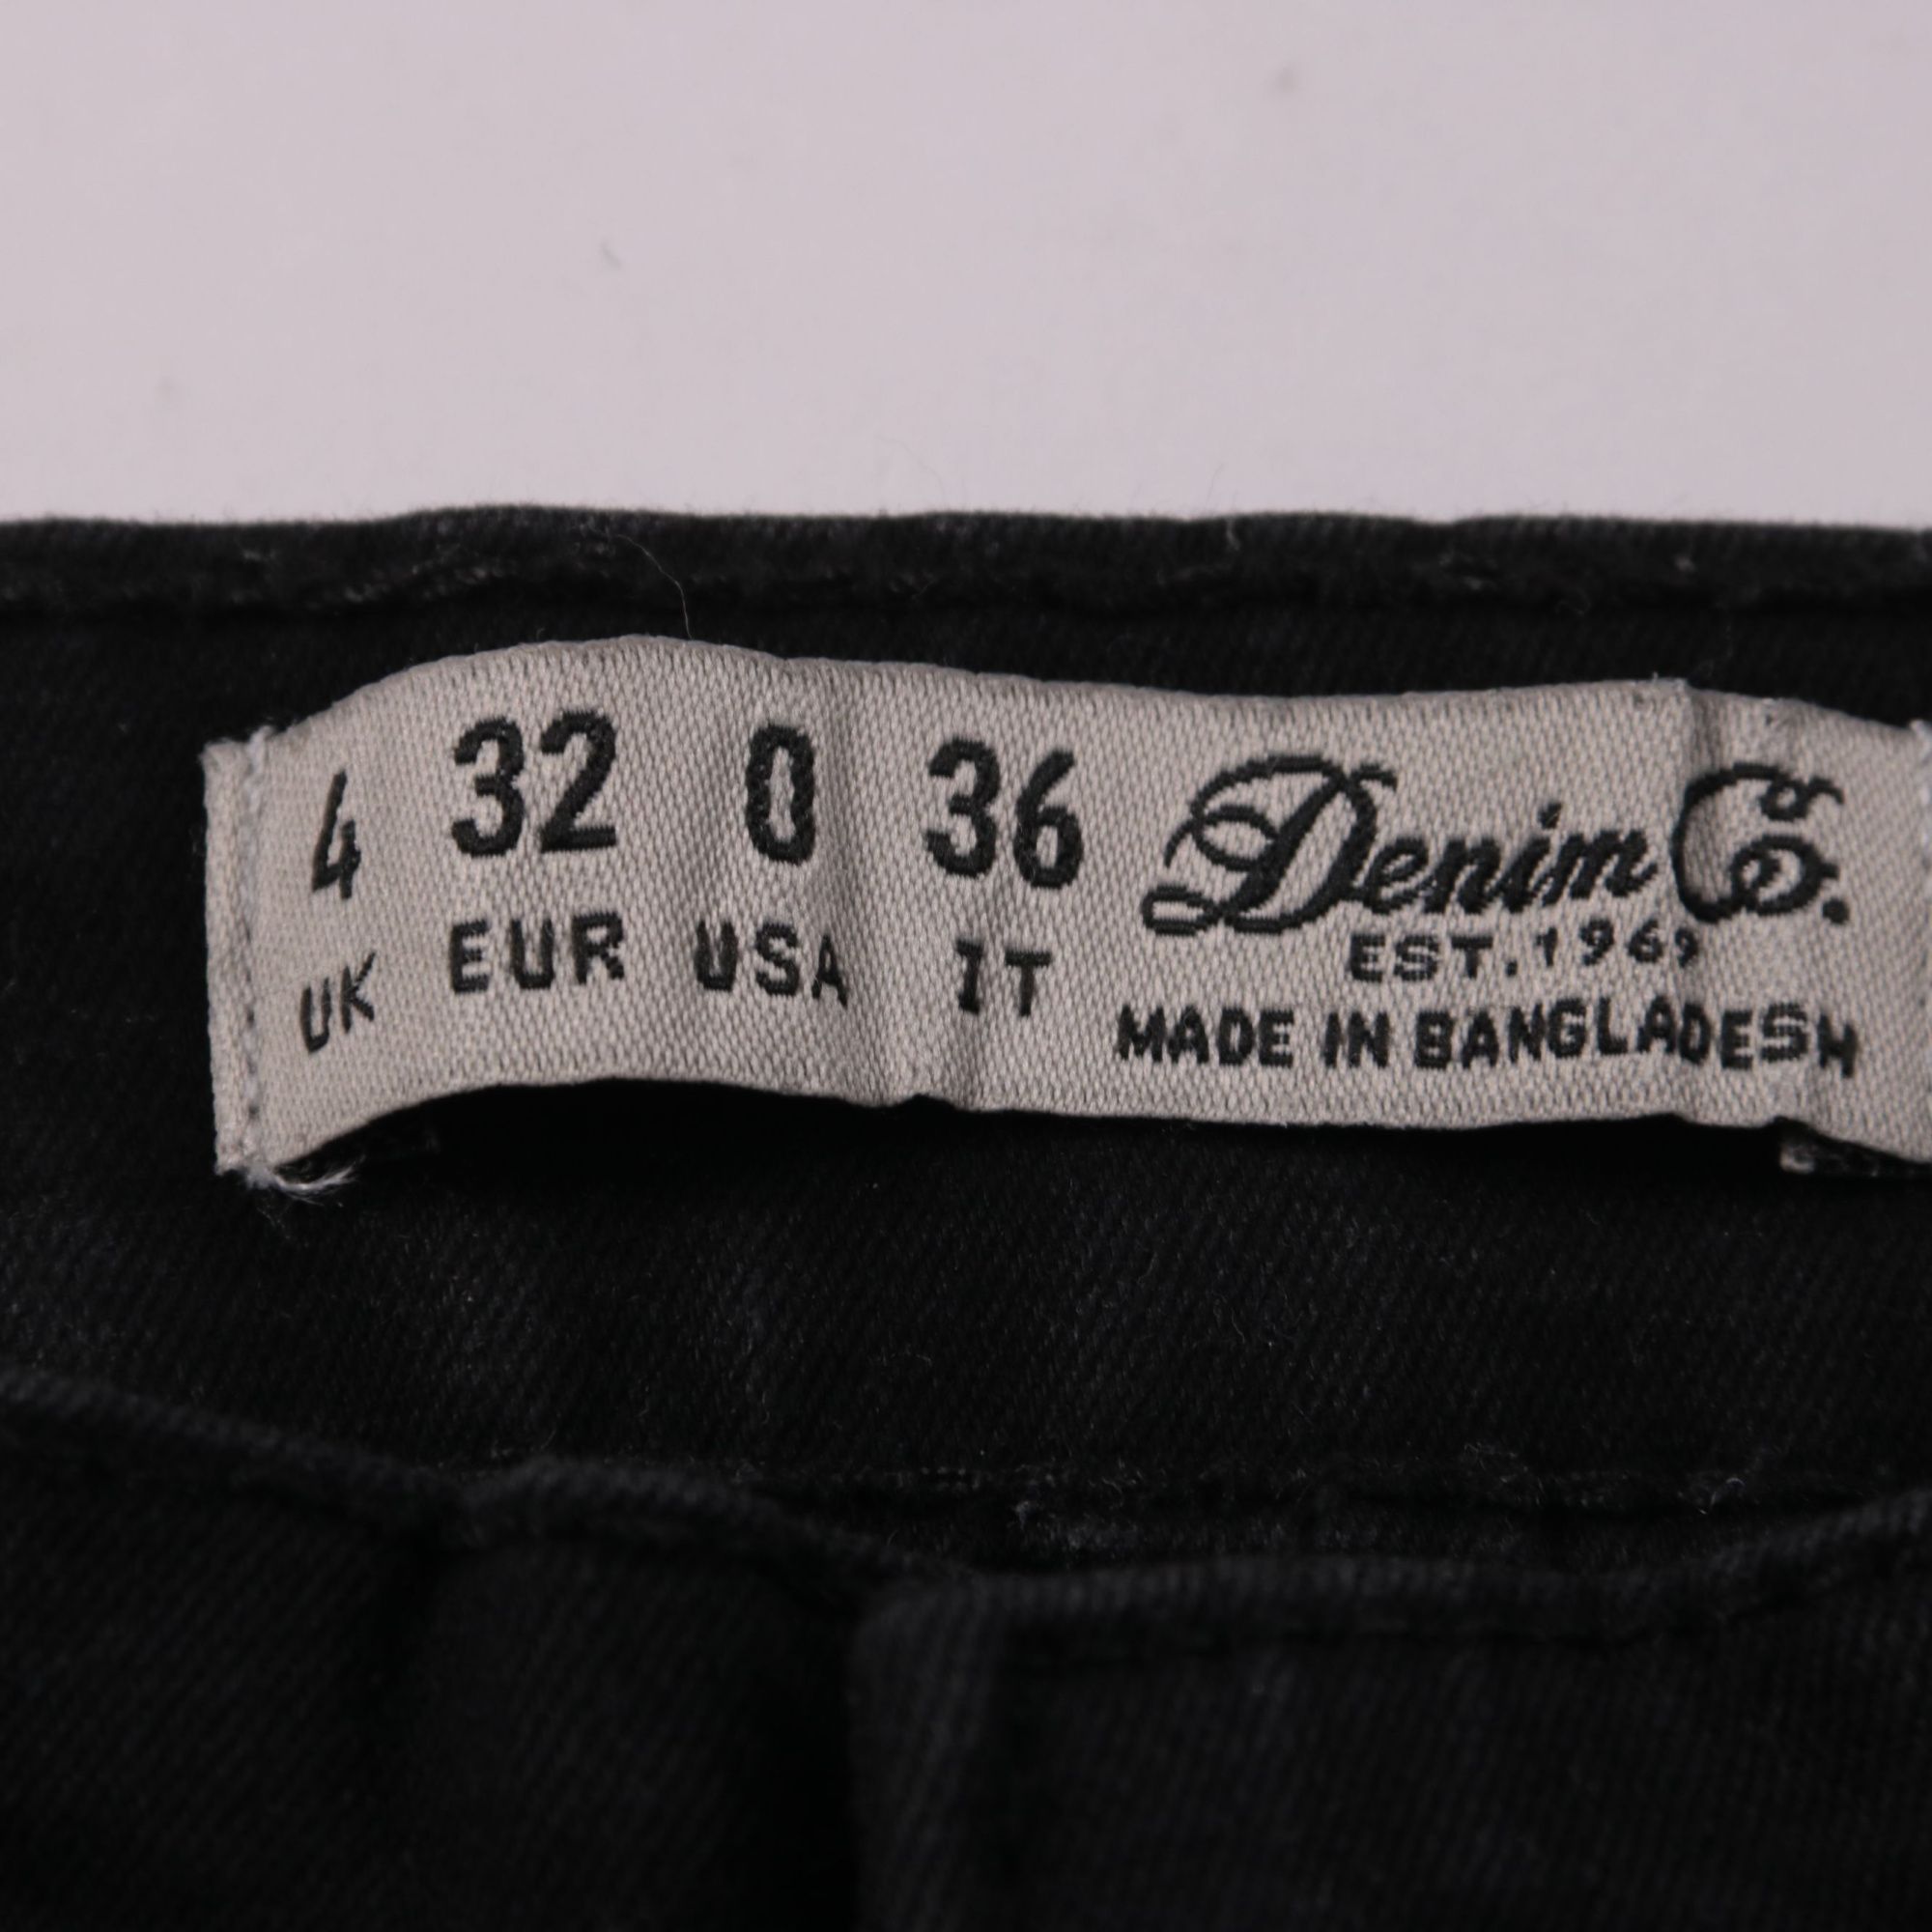 4 32 0 36
UK EUR USA IT
Denim Co.
EST. 1969
MADE IN BANGLADESH